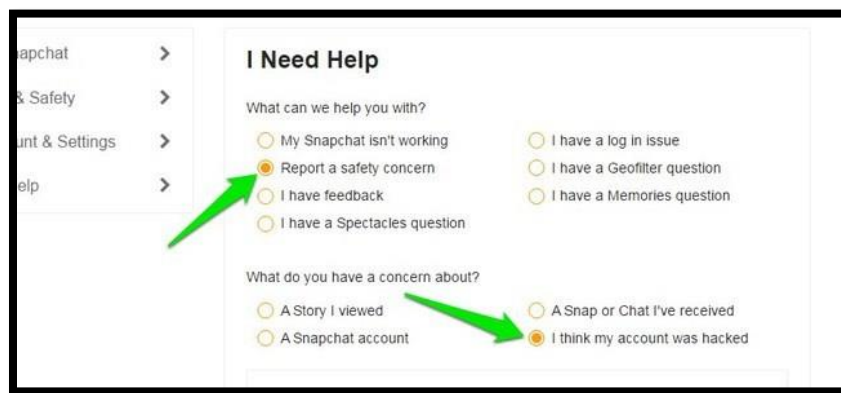 apchat
& Safety
unt & Settings
elp
I Need Help
What can we help you with?
My Snapchat isn't working
I have a log in issue
Report a safety concern
I have a Geofilter question
I have feedback
I have a Memories question
I have a Spectacles question
What do you have a concern about?
A Story I viewed
A Snap or Chat I've received
A Snapchat account
I think my account was hacked